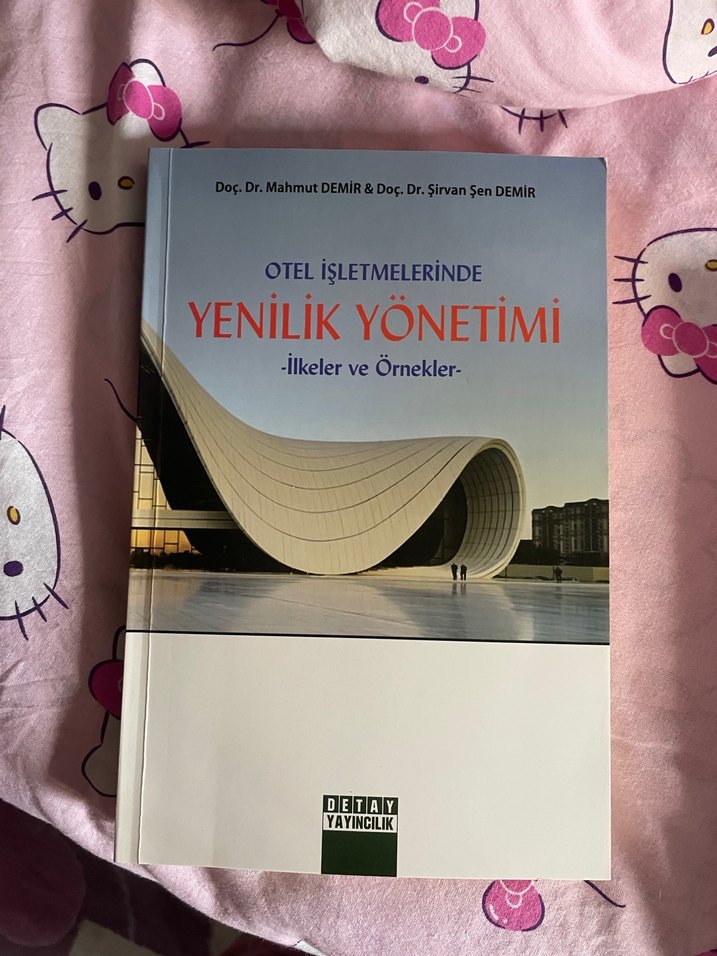 Doç. Dr. Mahmut DEMİR & Doç. Dr. Şirvan Şen DEMİR
OTEL İŞLETMELERİNDE
YENİLİK YÖNETİMİ
-İlkeler ve Örnekler-
DETAY
YAYINCILIK